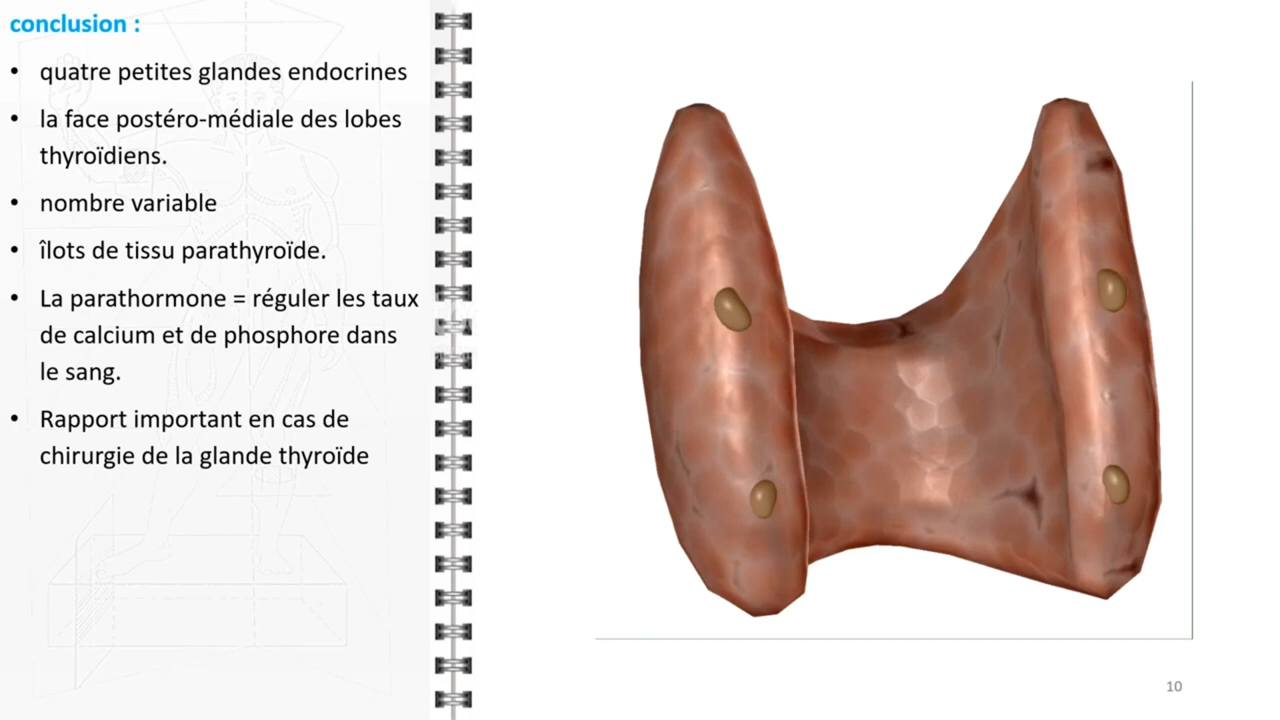 conclusion :
• quatre petites glandes endocrines
• la face postéro-médiale des lobes
thyroïdiens.
• nombre variable
• îlots de tissu parathyroïde.
• La parathormone = réguler les taux
de calcium et de phosphore dans
le sang.
• Rapport important en cas de
chirurgie de la glande thyroïde
10